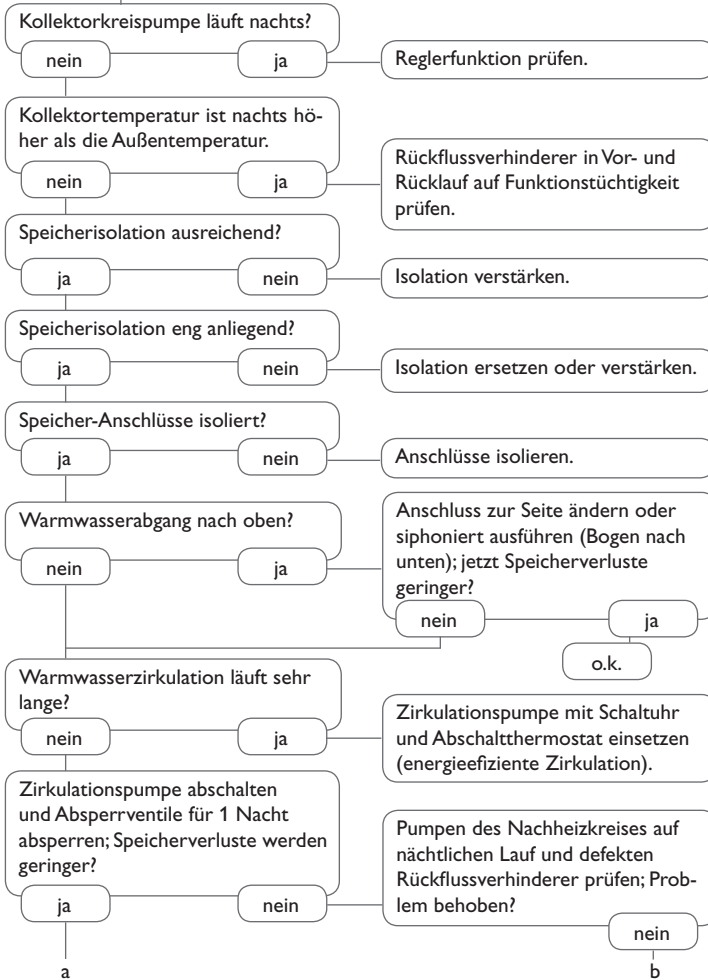 Kollektorkreispumpe läuft nachts?
nein
ja
Reglerfunktion prüfen.
Kollektortemperatur ist nachts hö-
her als die Außentemperatur.
nein
ja
Rückflussverhinderer in Vor- und
Rücklauf auf Funktionstüchtigkeit
prüfen.
Speicherisolation ausreichend?
ja
nein
Isolation verstärken.
Speicherisolation eng anliegend?
ja
nein
Isolation ersetzen oder verstärken.
Speicher-Anschlüsse isoliert?
ja
nein
Anschlüsse isolieren.
Warmwasserabgang nach oben?
nein
ja
Anschluss zur Seite ändern oder
siphoniert ausführen (Bogen nach
unten); jetzt Speicherverluste
geringer?
nein
ja
o.k.
Warmwasserzirkulation läuft sehr
lange?
nein
ja
Zirkulationspumpe mit Schaltuhr
und Abschaltthermostat einsetzen
(energieefiziente Zirkulation).
Zirkulationspumpe abschalten
und Absperrventile für 1 Nacht
absperren; Speicherverluste werden
geringer?
ja
nein
Pumpen des Nachheizkreises auf
nächtlichen Lauf und defekten
Rückflussverhinderer prüfen; Prob-
lem behoben?
nein
a
b